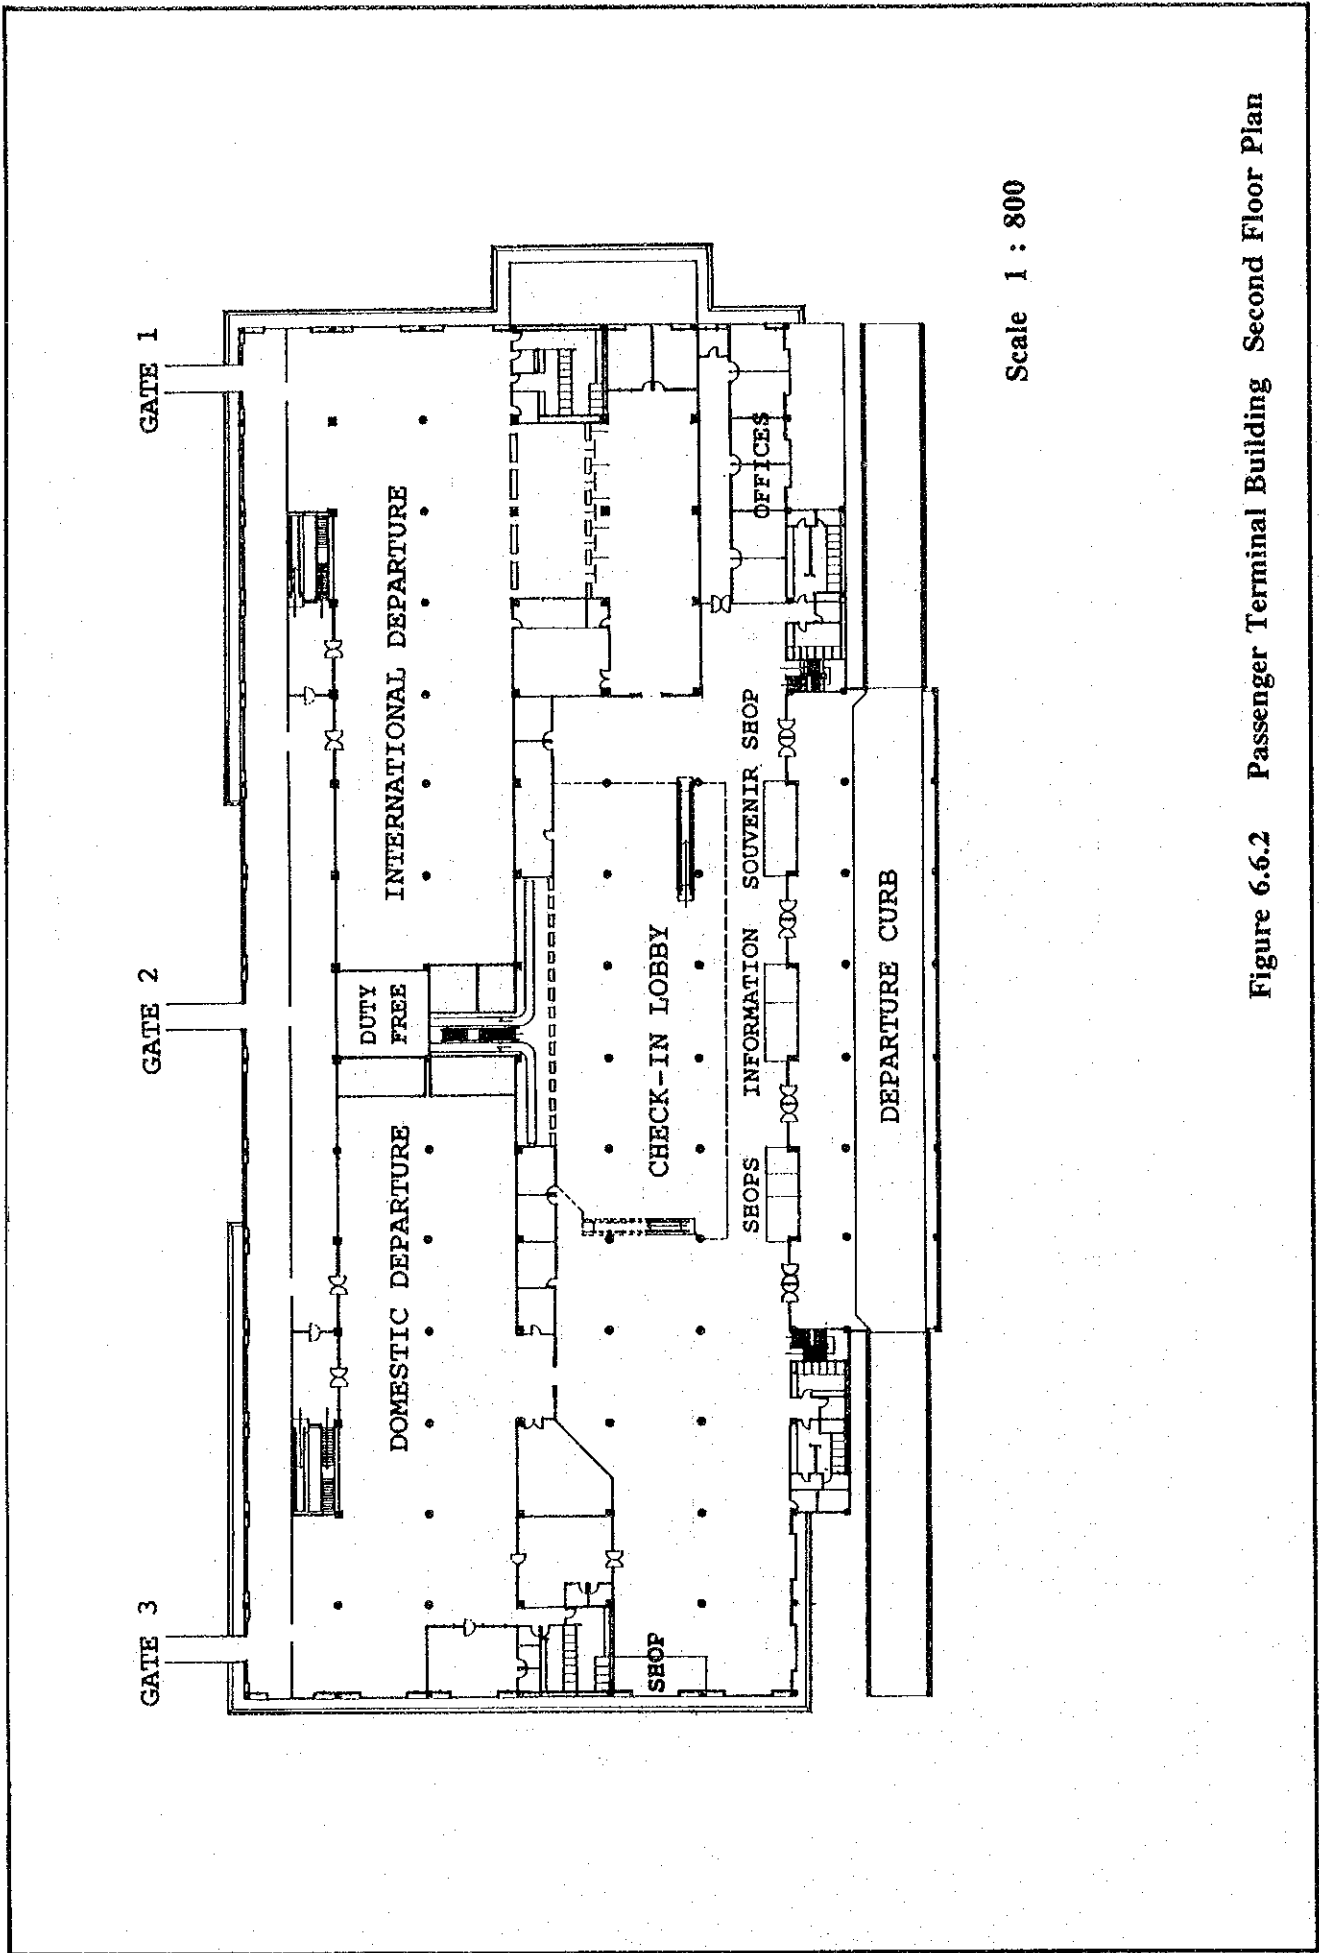 GATE 3
GATE 2
GATE 1
DOMESTIC DEPARTURE
DUTY
FREE
INTERNATIONAL DEPARTURE
CHECK-IN LOBBY
SHOP
SHOPS
INFORMATION
SOUVENIR SHOP
OFFICES
DEPARTURE CURB
Scale 1 : 800
Figure 6.6.2 Passenger Terminal Building Second Floor Plan